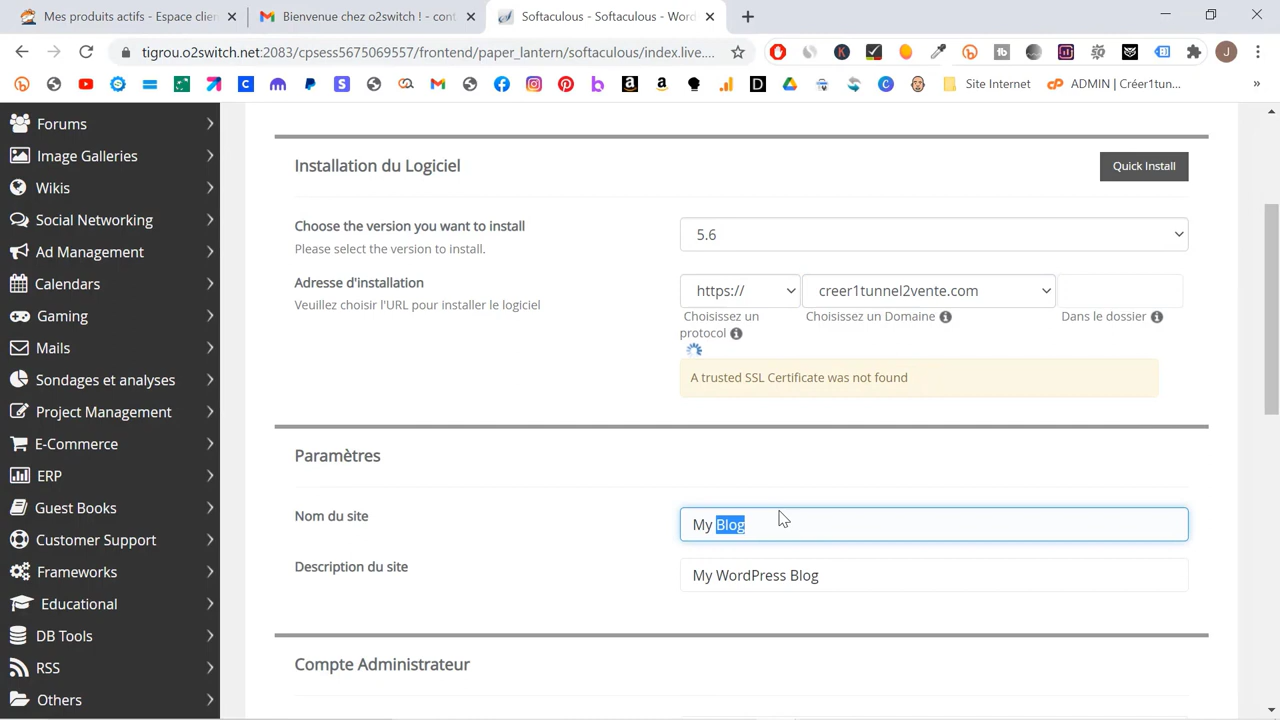 Mes produits actifs - Espace clien
Bienvenue chez o2switch ! - cont
Softaculous - Softaculous - Word
tigrou.o2switch.net:2083/cpsess5675069557/frontend/paper_lantern/softaculous/index.live....
Site Internet
ADMIN | Créer1tun...
Forums
Image Galleries
Wikis
Social Networking
Ad Management
Calendars
Gaming
Mails
Sondages et analyses
Project Management
E-Commerce
ERP
Guest Books
Customer Support
Frameworks
Educational
DB Tools
RSS
Others
Installation du Logiciel
Quick Install
Choose the version you want to install
Please select the version to install.
5.6
Adresse d'installation
Veuillez choisir l'URL pour installer le logiciel
https://
creer1tunnel2vente.com
Choisissez un
protocol
Choisissez un Domaine
Dans le dossier
A trusted SSL Certificate was not found
Paramètres
Nom du site
My Blog
Description du site
My WordPress Blog
Compte Administrateur